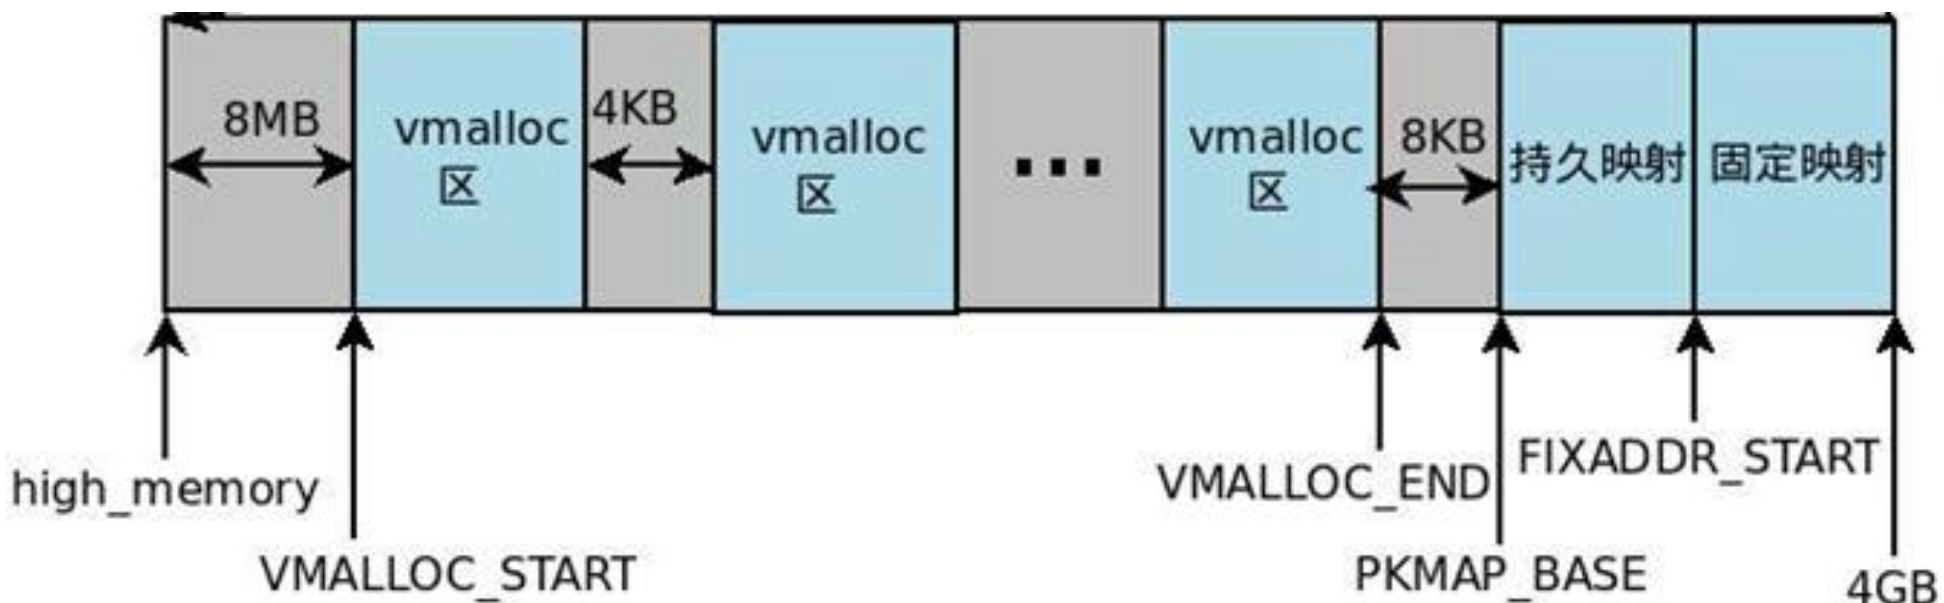 8MB
vmalloc
区
4KB
vmalloc
区
...
vmalloc
区
8KB
持久映射
固定映射
high_memory
VMALLOC_START
VMALLOC_END
PKMAP_BASE
FIXADDR_START
4GB